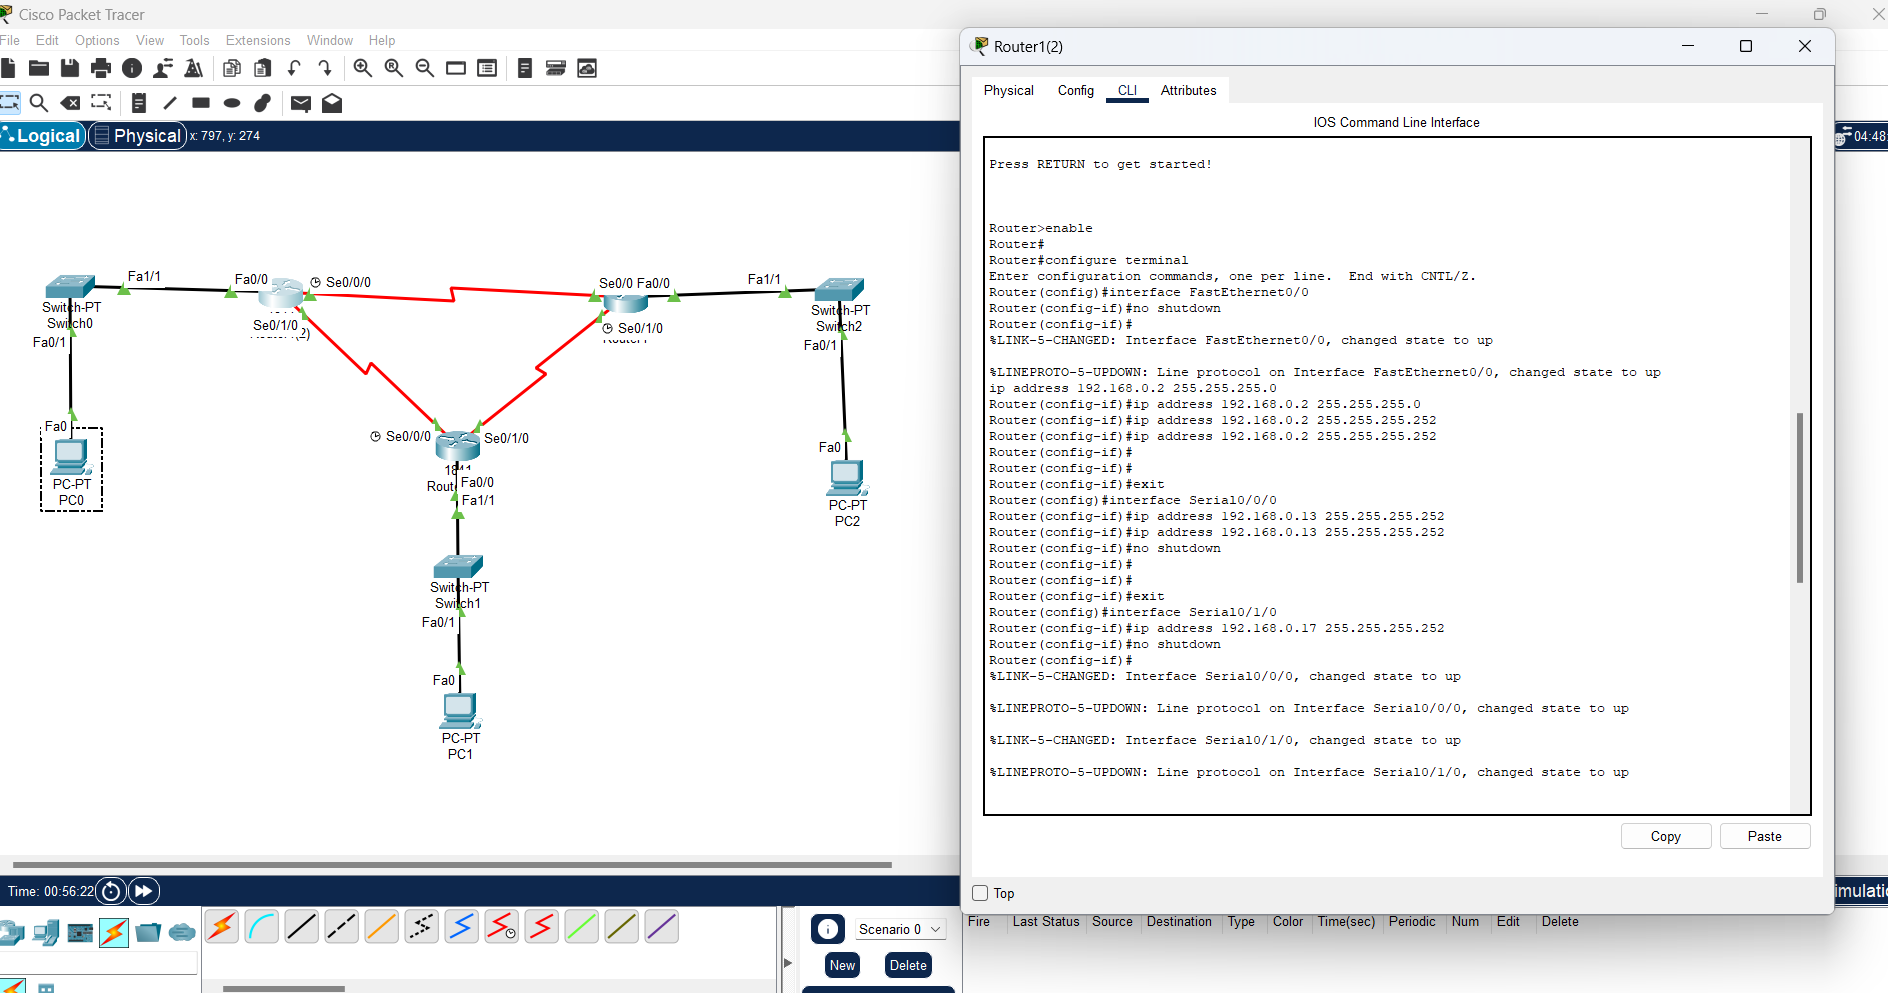 Cisco Packet Tracer
File Edit Options View Tools Extensions Window Help
Logical Physical x: 797, y: 274
04:48:
Fa1/1
Fa0/0
Se0/0/0
Switch-PT
Switch0
Fa0/1
Se0/1/0
Fa0
PC-PT
PC0
Se0/0 Fa0/0
Fa1/1
Se0/1/0
Switch-PT
Switch2
Fa0/1
Fa0
PC-PT
PC2
Se0/0/0
Se0/1/0
1841
Fa0/0
Fa1/1
Switch-PT
Switch1
Fa0/1
Fa0
PC-PT
PC1
Time: 00:56:22
Scenario 0
New
Delete
Router1(2)
Physical Config CLI Attributes
IOS Command Line Interface
Press RETURN to get started!
Router>enable
Router#
Router#configure terminal
Enter configuration commands, one per line.  End with CNTL/Z.
Router(config)#interface FastEthernet0/0
Router(config-if)#no shutdown
Router(config-if)#
%LINK-5-CHANGED: Interface FastEthernet0/0, changed state to up
%LINEPROTO-5-UPDOWN: Line protocol on Interface FastEthernet0/0, changed state to up
ip address 192.168.0.2 255.255.255.0
Router(config-if)#ip address 192.168.0.2 255.255.255.0
Router(config-if)#ip address 192.168.0.2 255.255.255.252
Router(config-if)#ip address 192.168.0.2 255.255.255.252
Router(config-if)#
Router(config-if)#
Router(config-if)#exit
Router(config)#interface Serial0/0/0
Router(config-if)#ip address 192.168.0.13 255.255.255.252
Router(config-if)#ip address 192.168.0.13 255.255.255.252
Router(config-if)#no shutdown
Router(config-if)#
Router(config-if)#
Router(config-if)#exit
Router(config)#interface Serial0/1/0
Router(config-if)#ip address 192.168.0.17 255.255.255.252
Router(config-if)#no shutdown
Router(config-if)#
%LINK-5-CHANGED: Interface Serial0/0/0, changed state to up
%LINEPROTO-5-UPDOWN: Line protocol on Interface Serial0/0/0, changed state to up
%LINK-5-CHANGED: Interface Serial0/1/0, changed state to up
%LINEPROTO-5-UPDOWN: Line protocol on Interface Serial0/1/0, changed state to up
Copy Paste
Top
Fire Last Status Source Destination Type Color Time(sec) Periodic Num Edit Delete